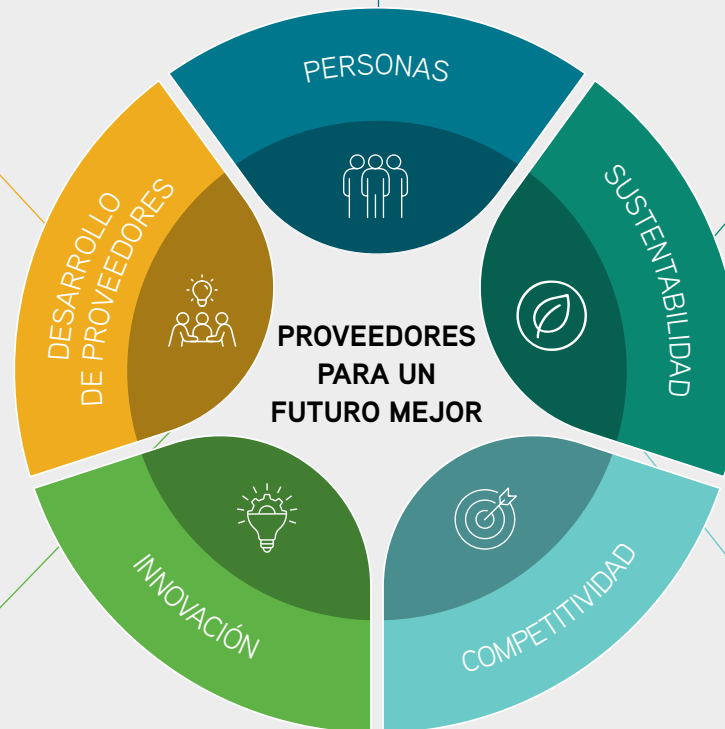 PERSONAS
SUSTENTABILIDAD
COMPETITIVIDAD
INNOVACIÓN
DESARROLLO
DE PROVEEDORES
PROVEEDORES
PARA UN
FUTURO MEJOR